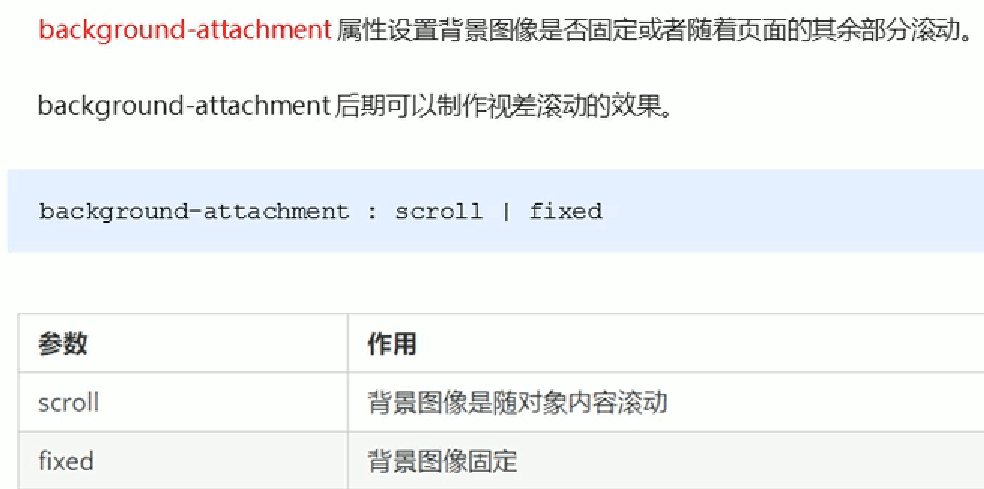 background-attachment 属性设置背景图像是否固定或者随着页面的其余部分滚动。
background-attachment 后期可以制作视差滚动的效果。
background-attachment : scroll | fixed
参数 作用
scroll 背景图像是随对象内容滚动
fixed 背景图像固定